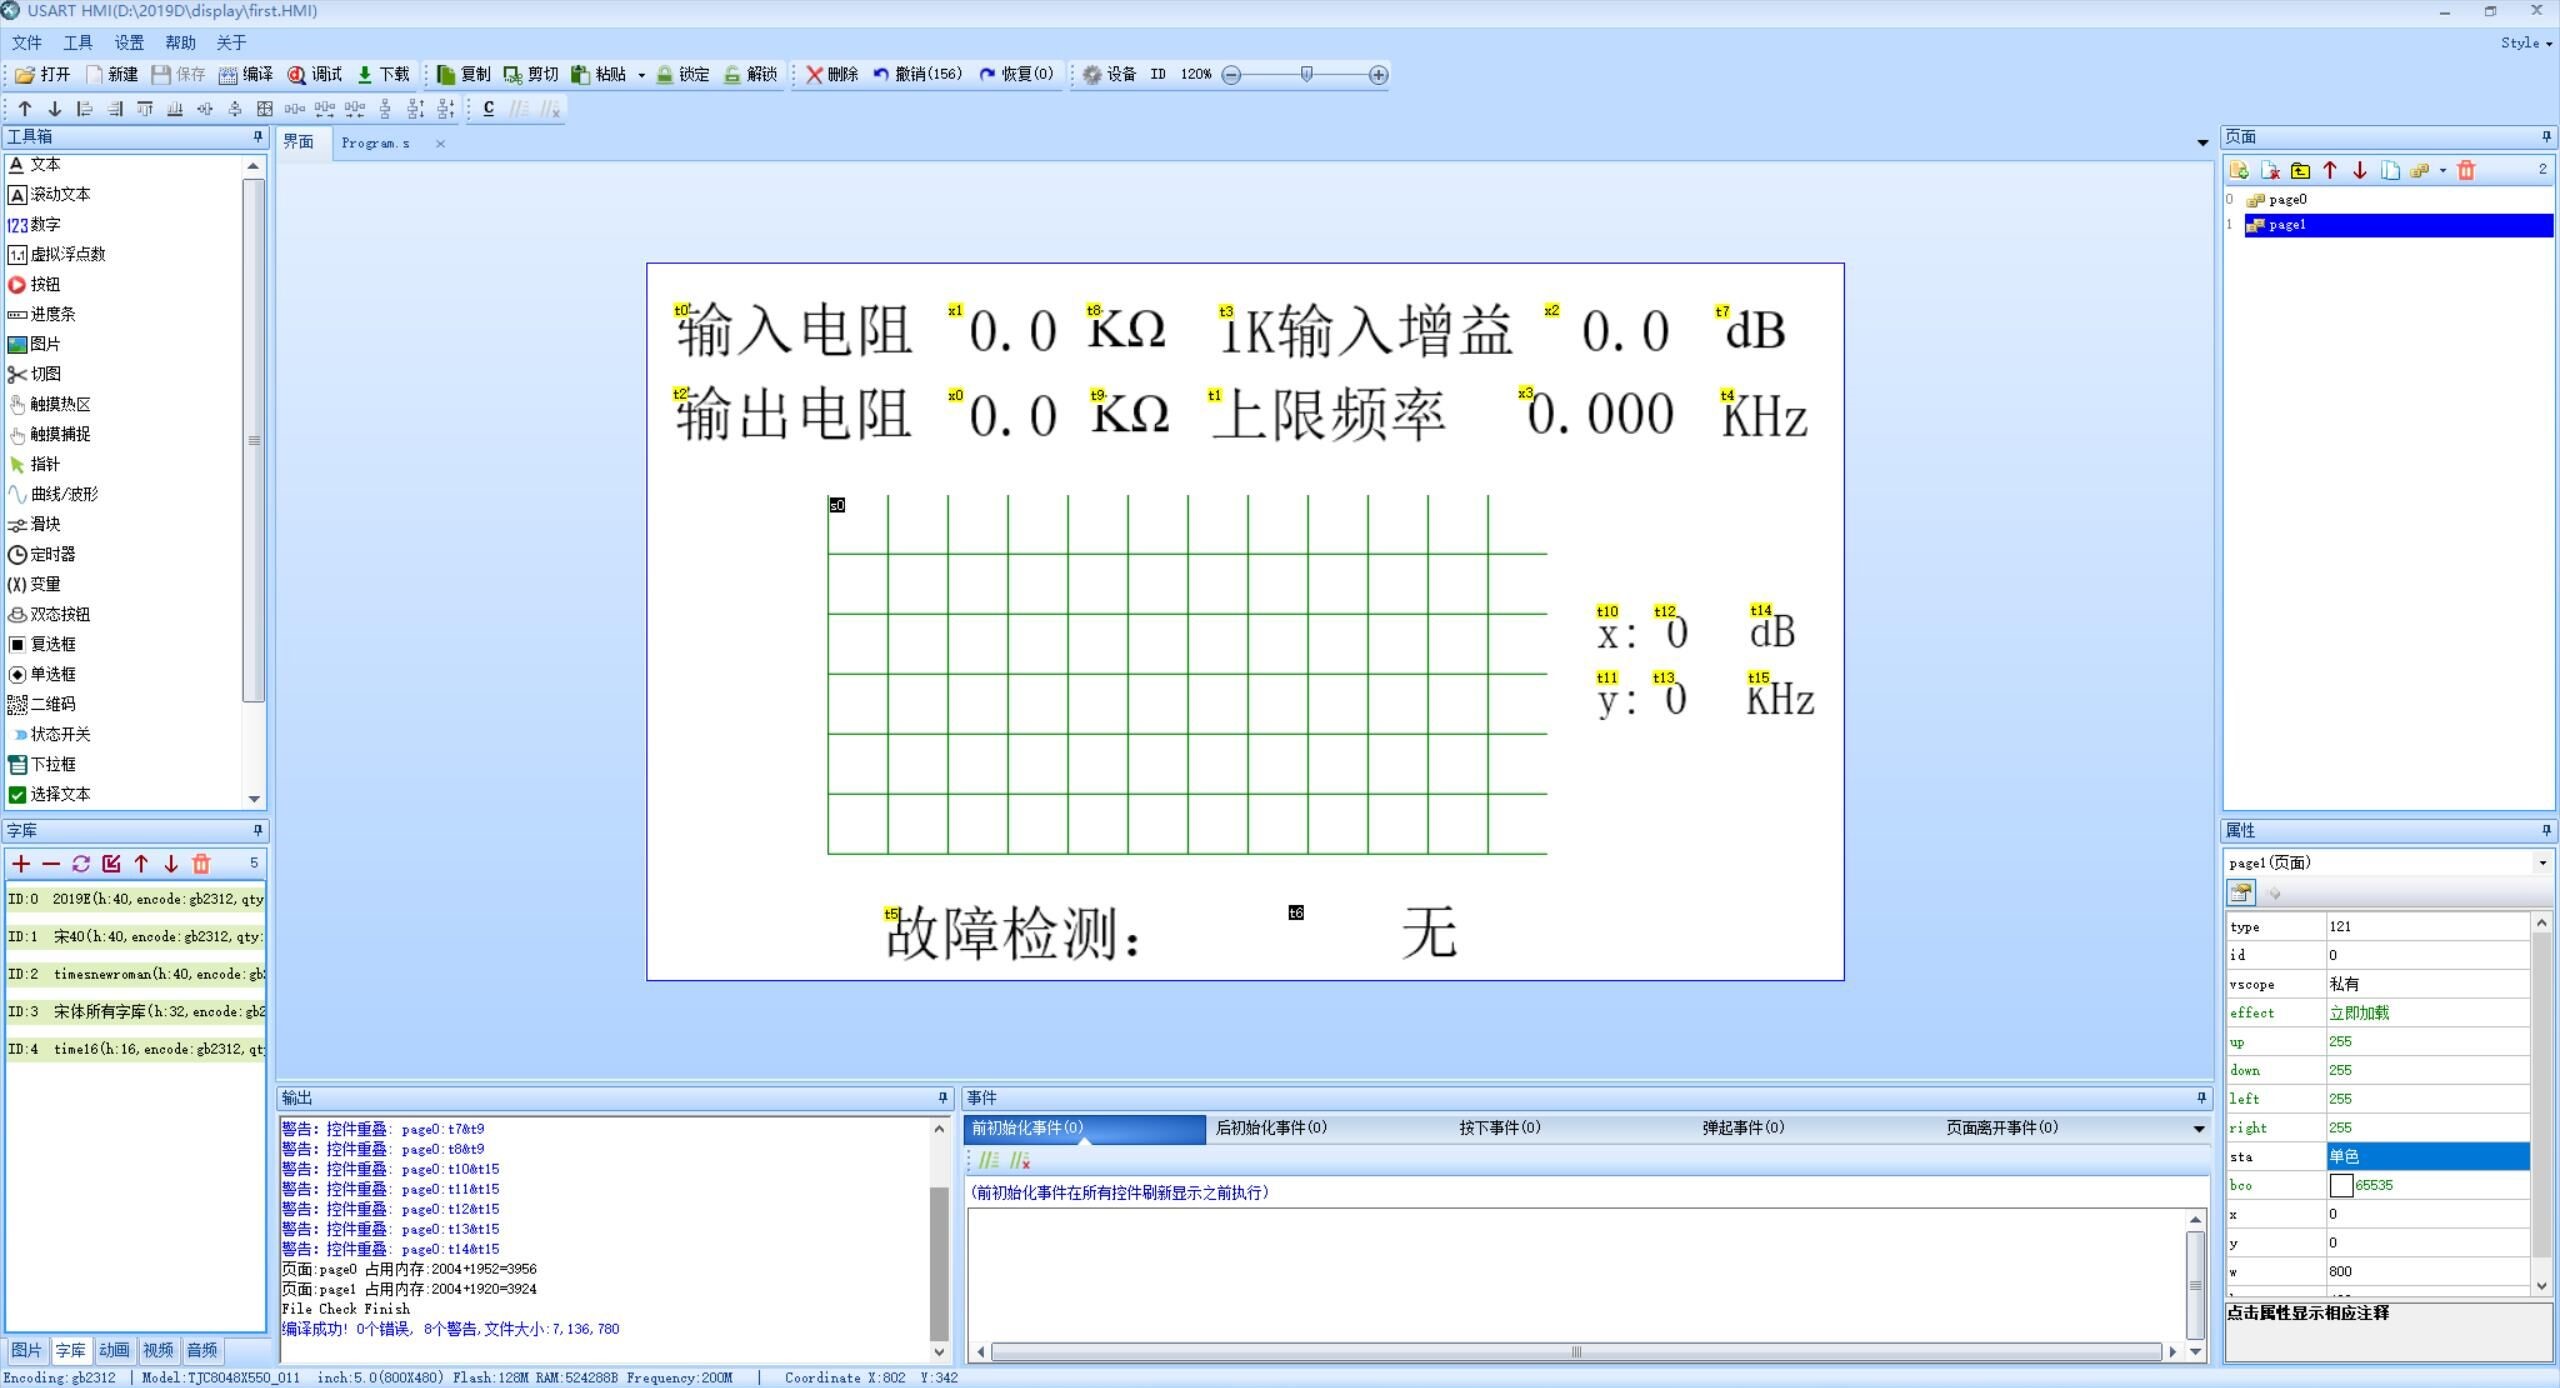 USART HMI(D:\2019D\display\first.HMI)
文件 工具 设置 帮助 关于 Style
打开 新建 保存 编译 调试 下载 复制 剪切 粘贴 锁定 解锁 删除 撤销(156) 恢复(0) 设备 ID 120%
C
工具箱
文本
滚动文本
123 数字
1.1 虚拟浮点数
按钮
进度条
图片
切图
触摸热区
触摸捕捉
指针
曲线/波形
滑块
定时器
(X) 变量
双态按钮
复选框
单选框
二维码
状态开关
下拉框
选择文本
字库
5
ID:0 2019E(h:40,encode:gb2312,qty
ID:1 宋40(h:40,encode:gb2312,qty:
ID:2 timesnewroman(h:40,encode:gb
ID:3 宋体所有字库(h:32,encode:gb2
ID:4 time16(h:16,encode:gb2312,qt
图片 字库 动画 视频 音频
界面 Program.s
t0 输入电阻 x1 0.0 t8 KΩ t3 1K输入增益 x2 0.0 t7 dB
t2 输出电阻 x0 0.0 t9 KΩ t1 上限频率 x3 0.000 t4 KHz
s0
t10 x: t12 0 t14 dB
t11 y: t13 0 t15 KHz
t5 故障检测： t6 无
输出
警告：控件重叠: page0:t7&t9
警告：控件重叠: page0:t8&t9
警告：控件重叠: page0:t10&t15
警告：控件重叠: page0:t11&t15
警告：控件重叠: page0:t12&t15
警告：控件重叠: page0:t13&t15
警告：控件重叠: page0:t14&t15
页面:page0 占用内存:2004+1952=3956
页面:page1 占用内存:2004+1920=3924
File Check Finish
编译成功! 0个错误, 8个警告,文件大小:7,136,780
事件
前初始化事件(0) 后初始化事件(0) 按下事件(0) 弹起事件(0) 页面离开事件(0)
(前初始化事件在所有控件刷新显示之前执行)
页面
2
0 page0
1 page1
属性
page1(页面)
type 121
id 0
vscope 私有
effect 立即加载
up 255
down 255
left 255
right 255
sta 单色
bco 65535
x 0
y 0
w 800
点击属性显示相应注释
Encoding:gb2312 | Model:TJC8048X550_011 inch:5.0(800X480) Flash:128M RAM:524288B Frequency:200M | Coordinate X:802 Y:342